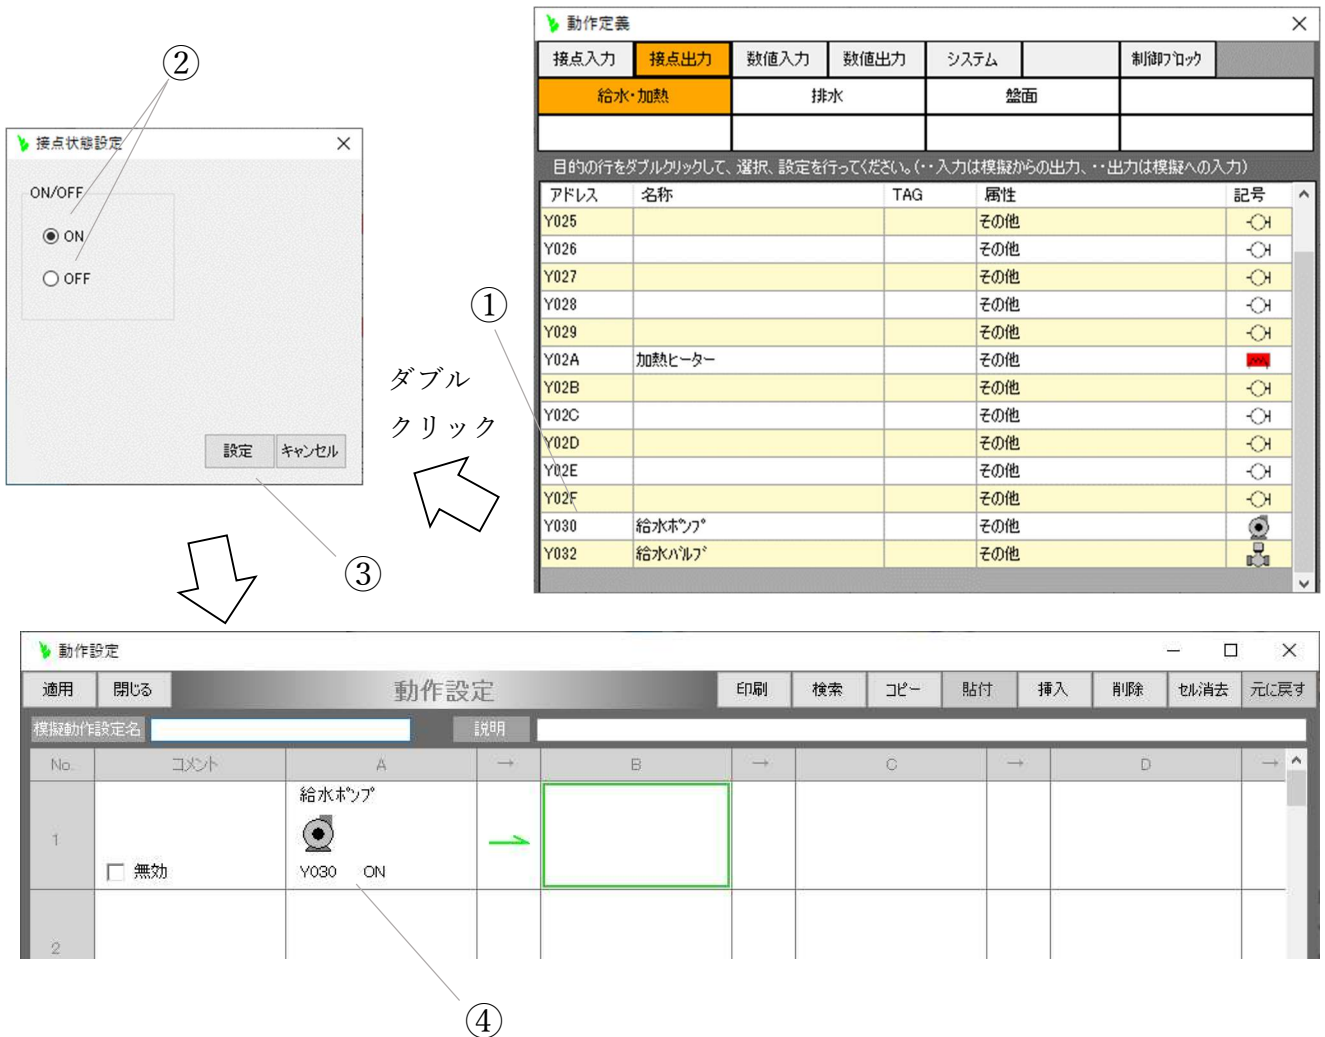 ②
接点状態設定
ON/OFF
ON
OFF
設定 キャンセル
③
①
ダブル
クリック
動作定義
接点入力 接点出力 数値入力 数値出力 システム 制御ブロック
給水・加熱 排水 盤面
目的の行をダブルクリックして、選択、設定を行ってください。(・・入力は模擬からの出力、・・出力は模擬への入力)
アドレス 名称 TAG 属性 記号
Y025 その他
Y026 その他
Y027 その他
Y028 その他
Y029 その他
Y02A 加熱ヒーター その他
Y02B その他
Y02C その他
Y02D その他
Y02E その他
Y02F その他
Y030 給水ポンプ その他
Y032 給水バルブ その他
動作設定
適用 閉じる 動作設定 印刷 検索 コピー 貼付 挿入 削除 セル消去 元に戻す
模擬動作設定名 説明
No. コメント A → B → C → D →
給水ポンプ
1
無効 Y030 ON
2
④